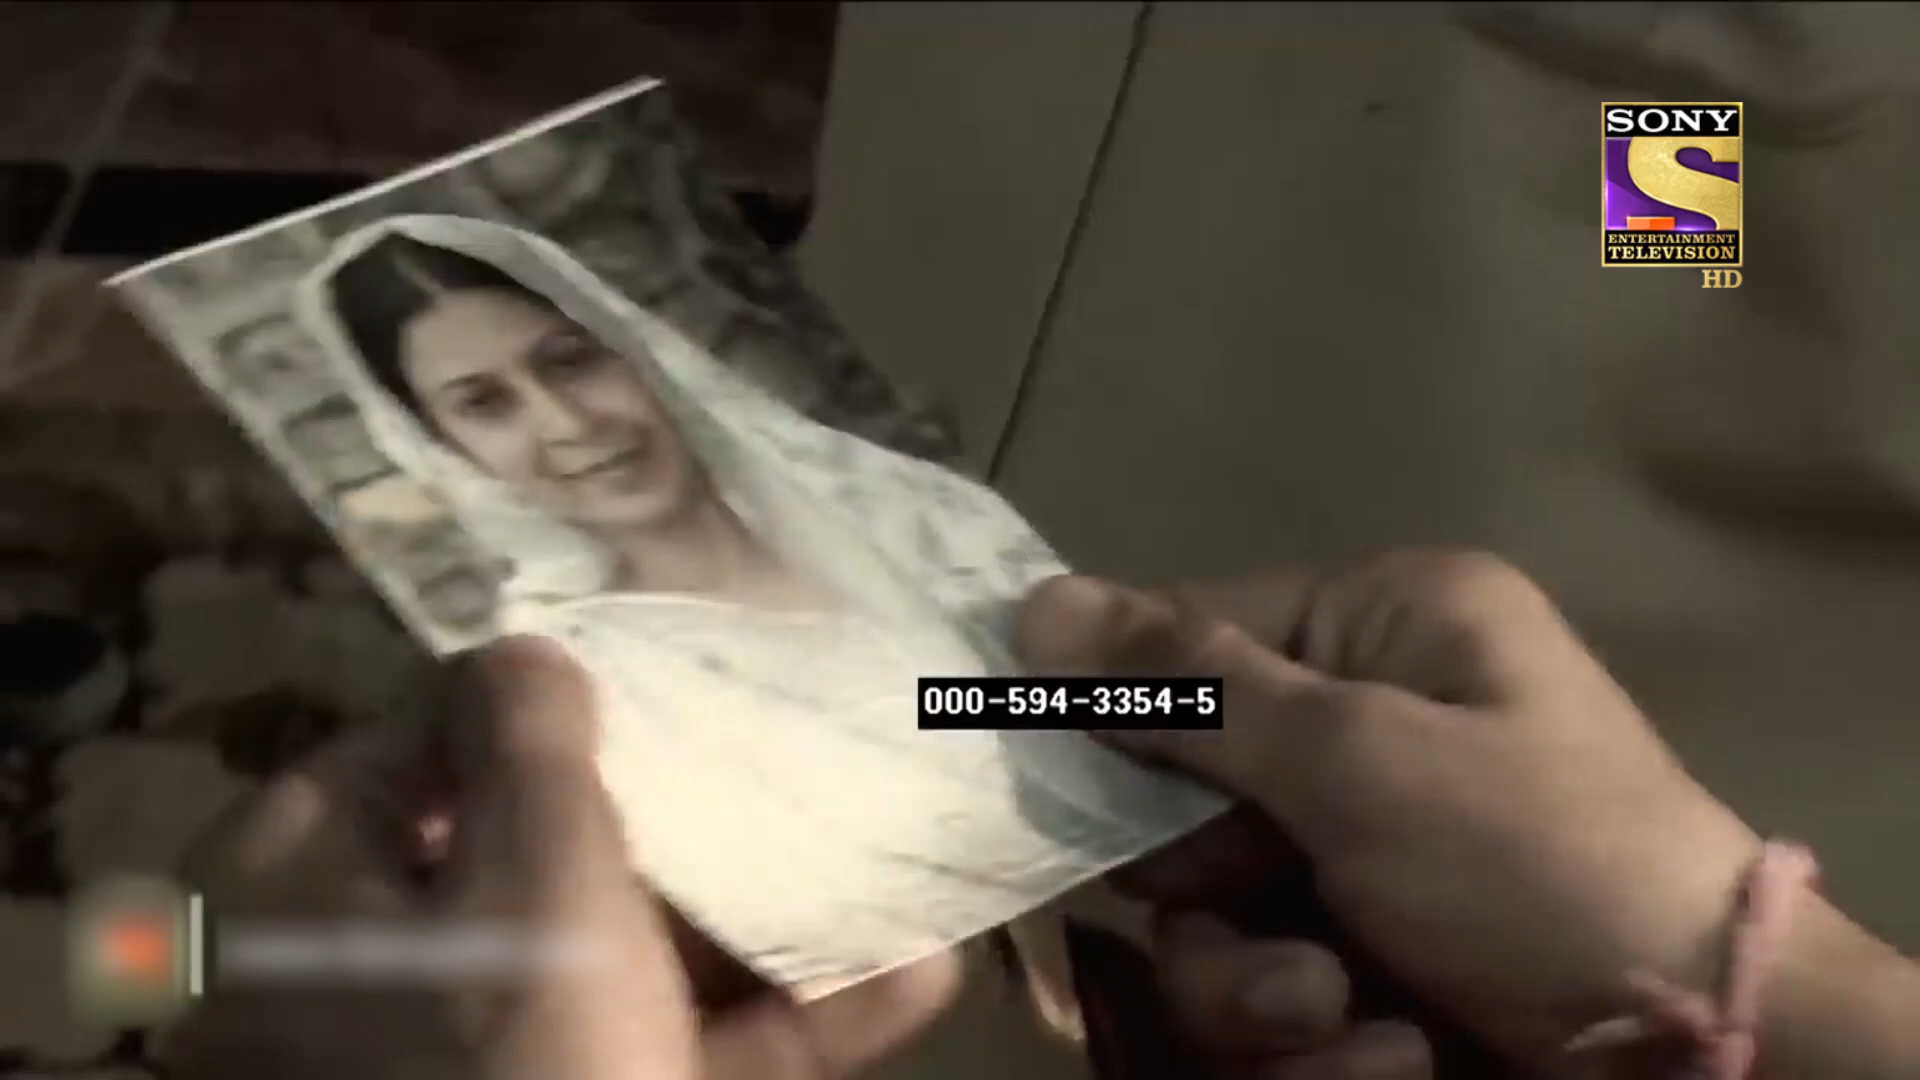 SONY
ENTERTAINMENT
TELEVISION
HD
000-594-3354-5